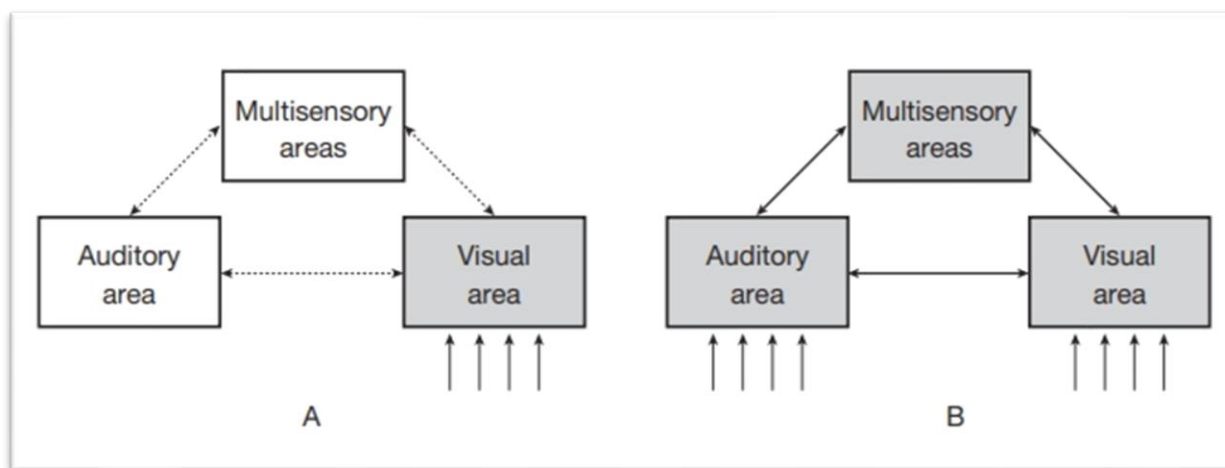 Multisensory
areas
Auditory
area
Visual
area
A
Multisensory
areas
Auditory
area
Visual
area
B